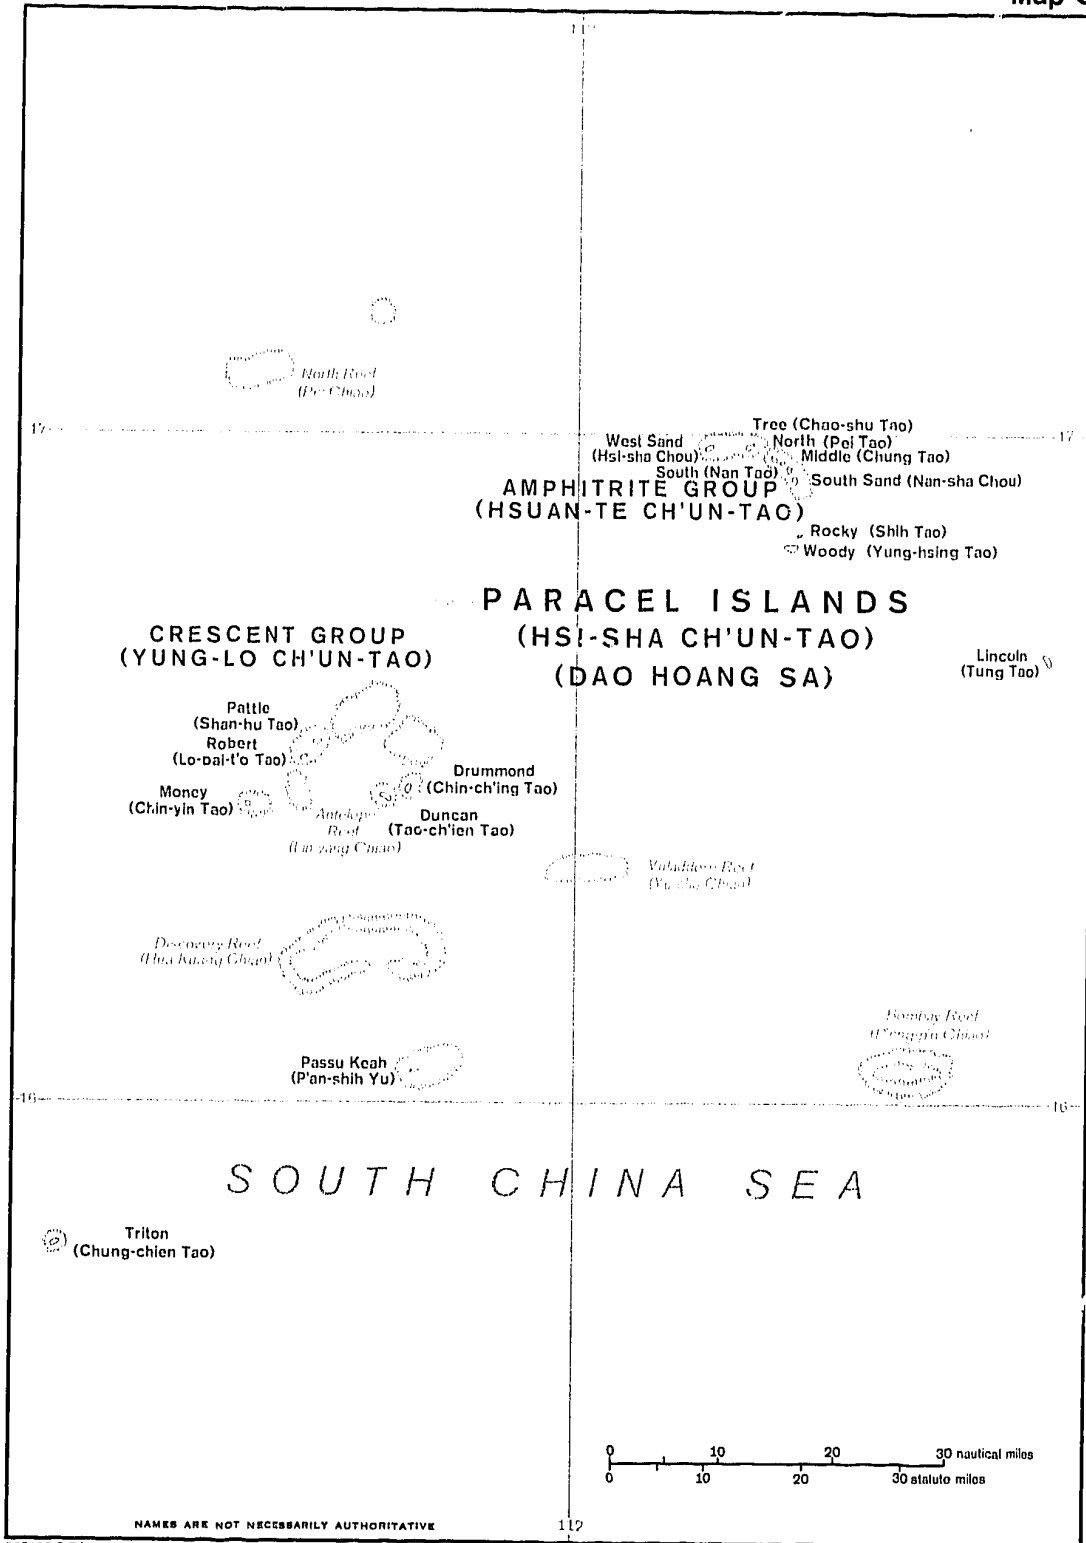 Map
North Reef
17
17
Tree (Chao-shu Tao)
West Sand
(Hsi-sha Chou)
North (Pei Tao)
Middle (Chung Tao)
South (Nan Tao)
South Sand (Nan-sha Chou)
AMPHITRITE GROUP
(HSUAN-TE CH'UN-TAO)
Rocky (Shih Tao)
Woody (Yung-hsing Tao)
PARACEL ISLANDS
(HSI-SHA CH'UN-TAO)
(DAO HOANG SA)
CRESCENT GROUP
(YUNG-LO CH'UN-TAO)
Lincoln
(Tung Tao)
Pattle
(Shan-hu Tao)
Robert
Money
(Chin-yin Tao)
Drummond
(Chin-ch'ing Tao)
Duncan
(Tao-ch'ien Tao)
Antelope
Reef
Reef
Discovery Reef
Bombay Reef
Passu Keah
(P'an-shih Yu)
16
16
SOUTH CHINA SEA
Triton
(Chung-chien Tao)
0 10 20 30 nautical miles
0 10 20 30 statute miles
NAMES ARE NOT NECESSARILY AUTHORITATIVE
112